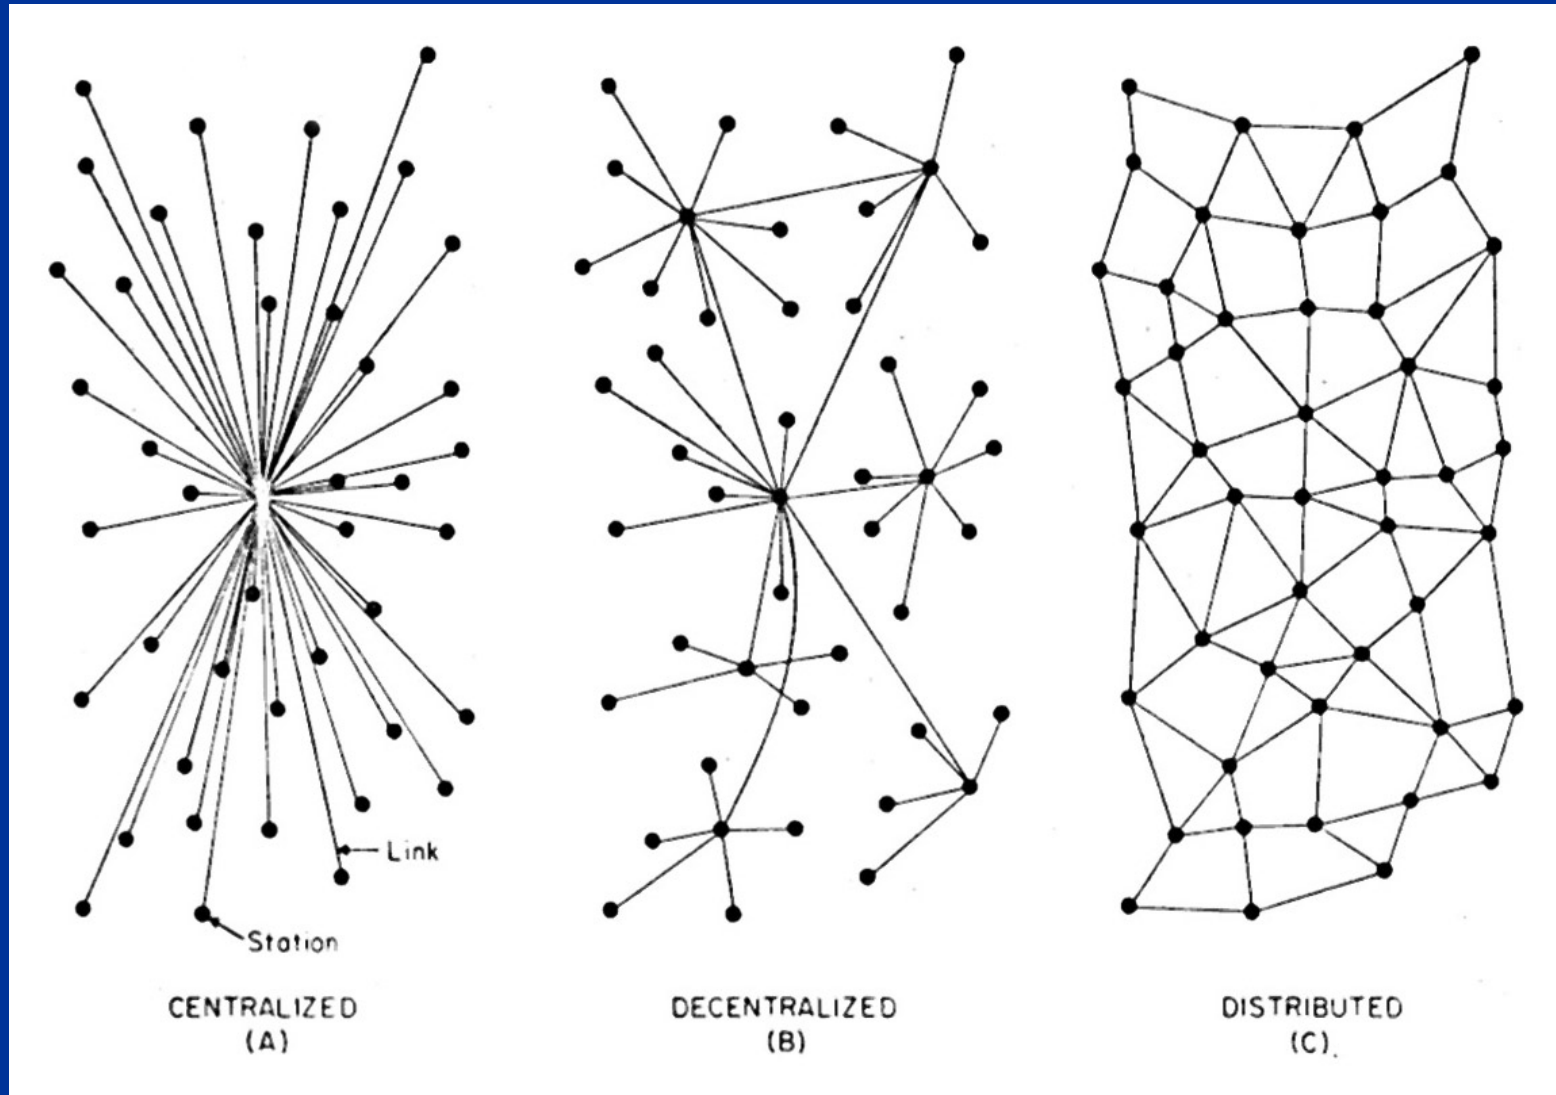 Link
Station
CENTRALIZED
(A)
DECENTRALIZED
(B)
DISTRIBUTED
(C).